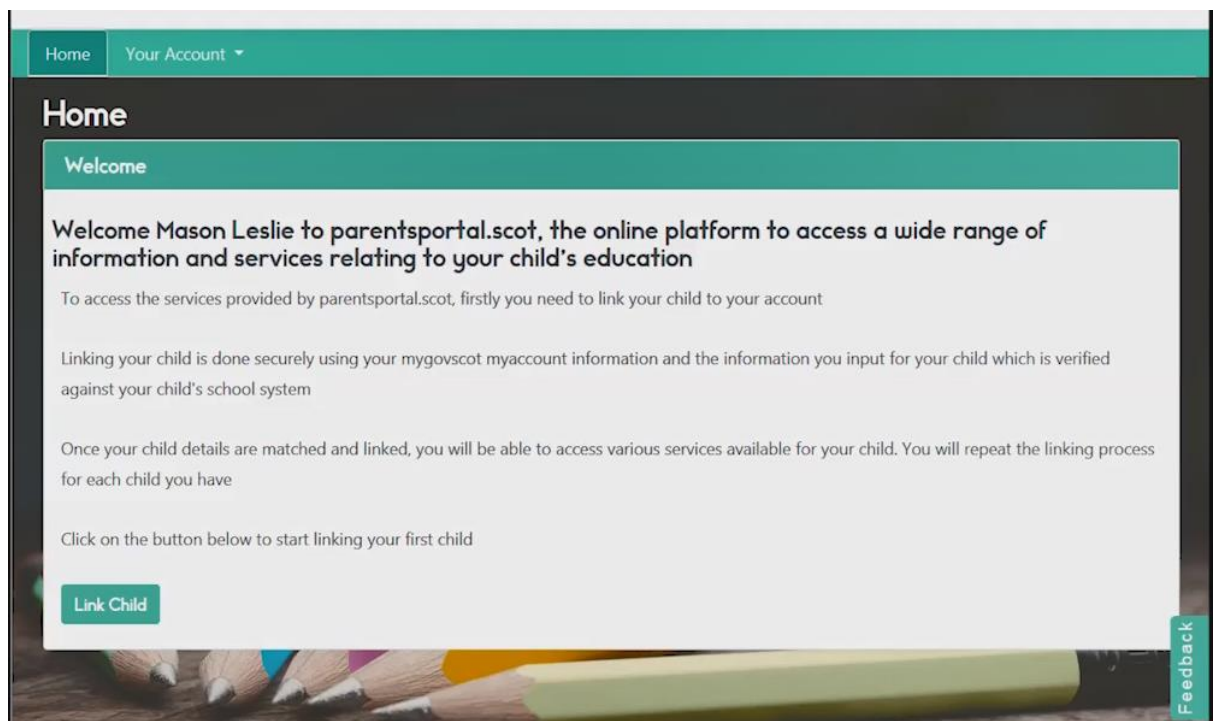 Home Your Account
Home
Welcome
Welcome Mason Leslie to parentsportal.scot, the online platform to access a wide range of
information and services relating to your child's education
To access the services provided by parentsportal.scot, firstly you need to link your child to your account
Linking your child is done securely using your mygovscot myaccount information and the information you input for your child which is verified
against your child's school system
Once your child details are matched and linked, you will be able to access various services available for your child. You will repeat the linking process
for each child you have
Click on the button below to start linking your first child
Link Child
Feedback